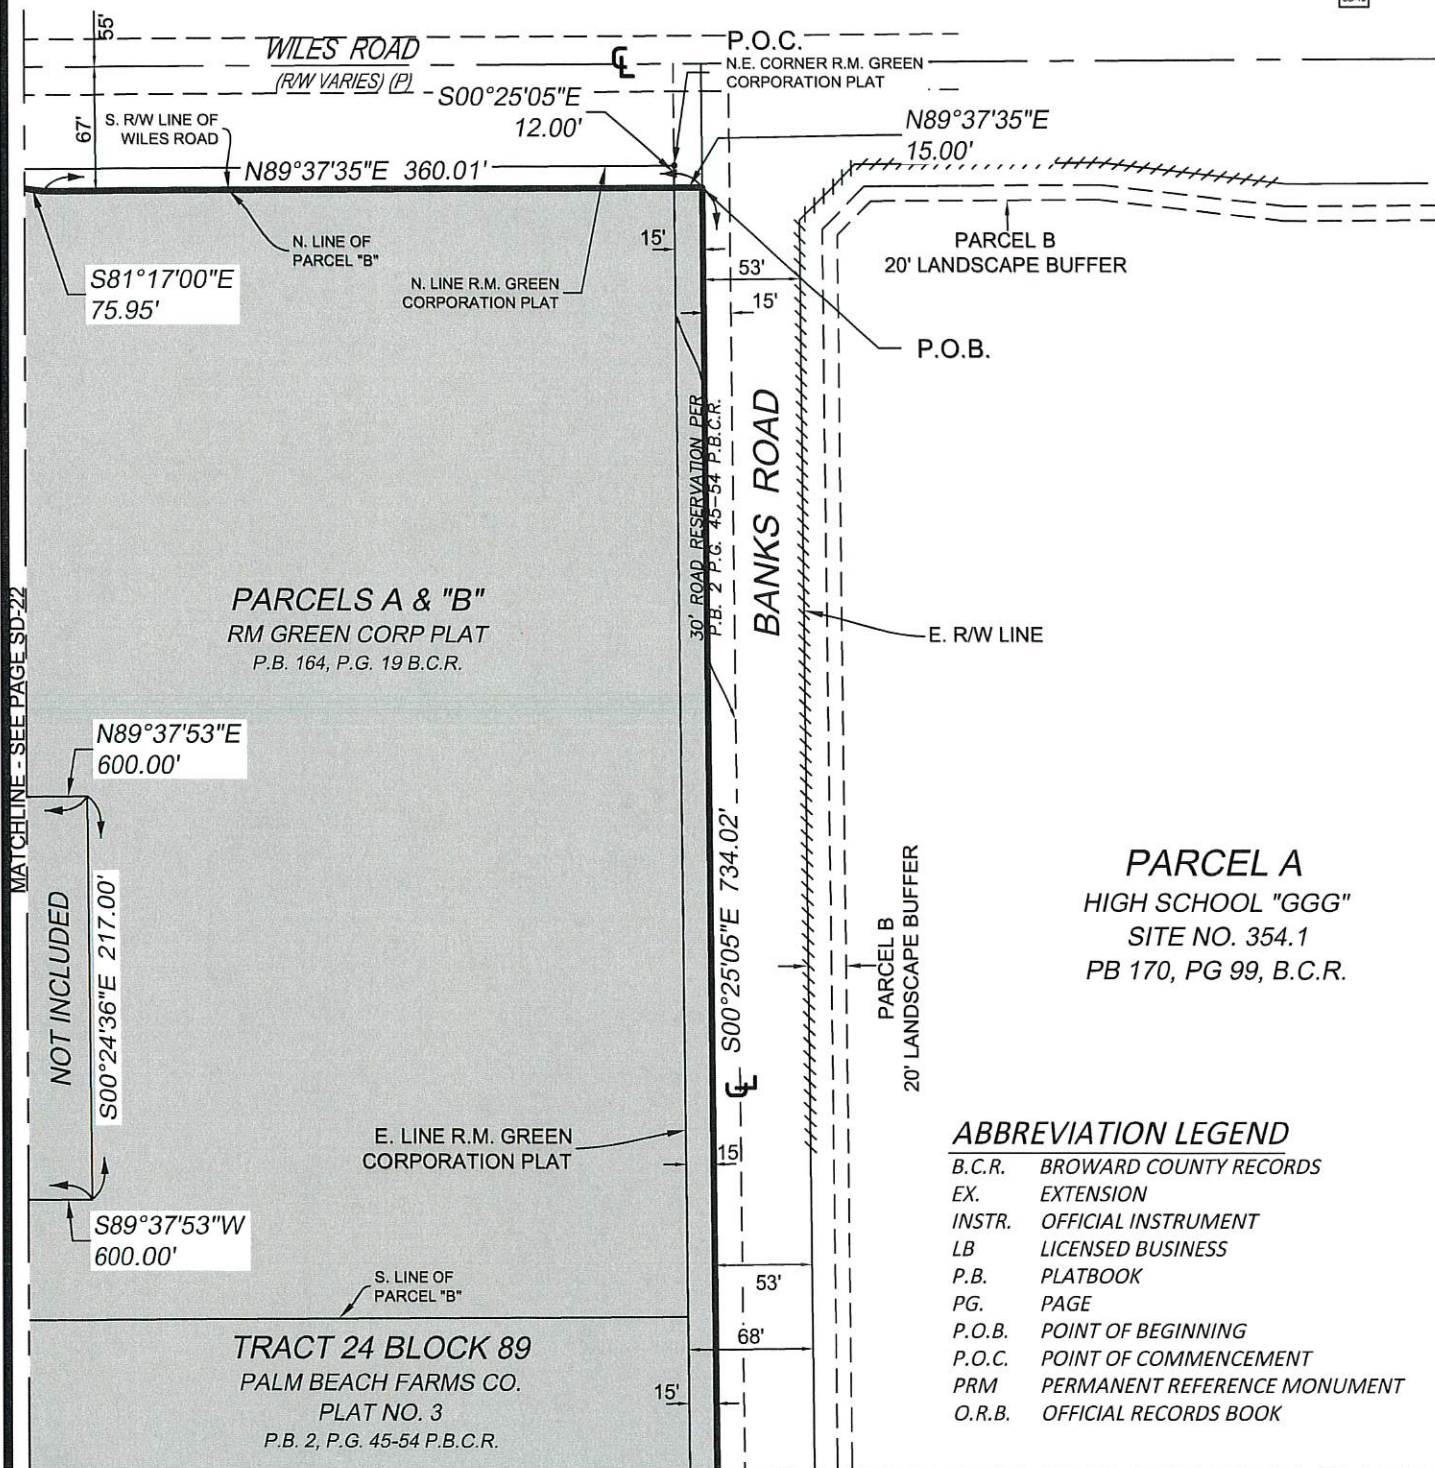 55'
WILES ROAD
(R/W VARIES) (P)
℄
P.O.C.
N.E. CORNER R.M. GREEN
CORPORATION PLAT
S00°25'05"E
12.00'
N89°37'35"E
15.00'
67'
S. R/W LINE OF
WILES ROAD
N89°37'35"E 360.01'
N. LINE OF
PARCEL "B"
S81°17'00"E
75.95'
N. LINE R.M. GREEN
CORPORATION PLAT
15'
53'
15'
PARCEL B
20' LANDSCAPE BUFFER
P.O.B.
30' ROAD RESERVATION PER
P.B. 2 P.G. 45-54 P.B.C.R.
BANKS ROAD
E. R/W LINE
PARCELS A & "B"
RM GREEN CORP PLAT
P.B. 164, P.G. 19 B.C.R.
MATCHLINE - SEE PAGE SD-22
N89°37'53"E
600.00'
NOT INCLUDED
S00°24'36"E 217.00'
S00°25'05"E 734.02'
℄
PARCEL B
20' LANDSCAPE BUFFER
PARCEL A
HIGH SCHOOL "GGG"
SITE NO. 354.1
PB 170, PG 99, B.C.R.
E. LINE R.M. GREEN
CORPORATION PLAT
15
S89°37'53"W
600.00'
S. LINE OF
PARCEL "B"
53'
68'
TRACT 24 BLOCK 89
PALM BEACH FARMS CO.
PLAT NO. 3
P.B. 2, P.G. 45-54 P.B.C.R.
15'
ABBREVIATION LEGEND
B.C.R. BROWARD COUNTY RECORDS
EX. EXTENSION
INSTR. OFFICIAL INSTRUMENT
LB LICENSED BUSINESS
P.B. PLATBOOK
PG. PAGE
P.O.B. POINT OF BEGINNING
P.O.C. POINT OF COMMENCEMENT
PRM PERMANENT REFERENCE MONUMENT
O.R.B. OFFICIAL RECORDS BOOK